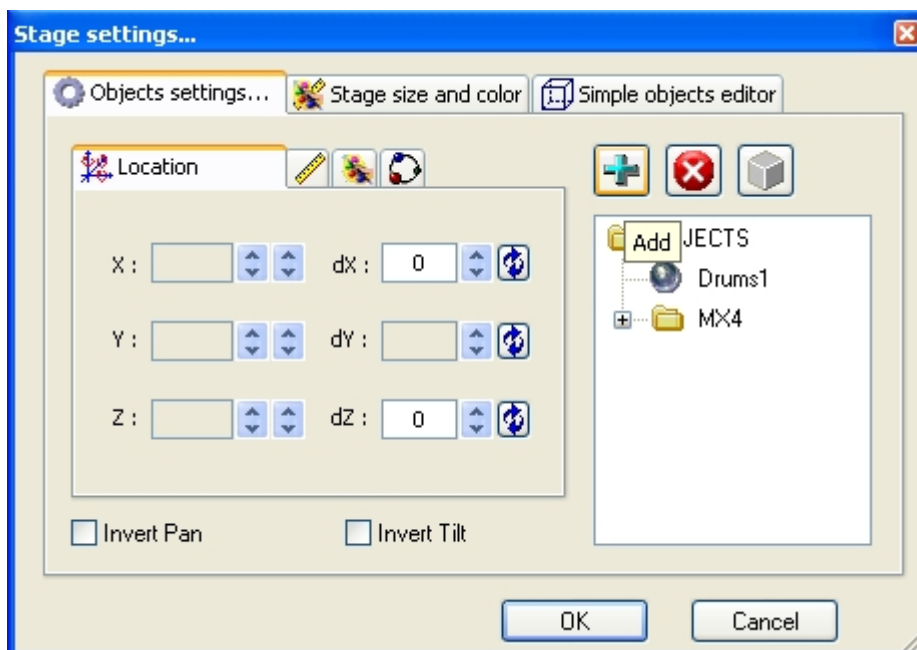 Stage settings...
Objects settings... Stage size and color Simple objects editor
Location
Add JECTS
Drums1
MX4
X : dX : 0
Y : dY :
Z : dZ : 0
Invert Pan Invert Tilt
OK Cancel